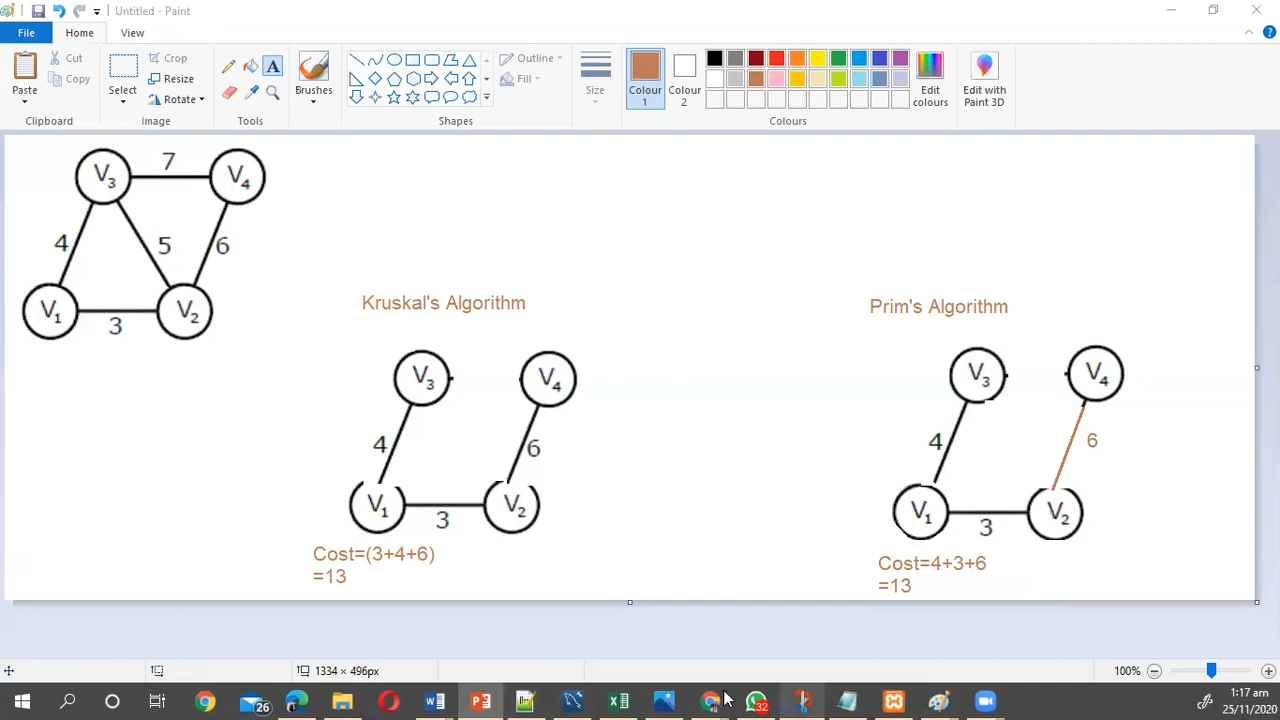 Untitled - Paint
File Home View
Paste
Cut
Copy
Clipboard
Select
Crop
Resize
Rotate
Image
Tools
A
Brushes
Shapes
Outline
Fill
Size
Colour 1
Colour 2
Colours
Edit colours
Edit with Paint 3D
V3 7 V4
4 5 6
V1 3 V2
Kruskal's Algorithm
V3 V4
4 6
V1 3 V2
Cost=(3+4+6)
=13
Prim's Algorithm
V3 V4
4 6
V1 3 V2
Cost=4+3+6
=13
1334 × 496px
100%
26
32
1:17 am
25/11/2020